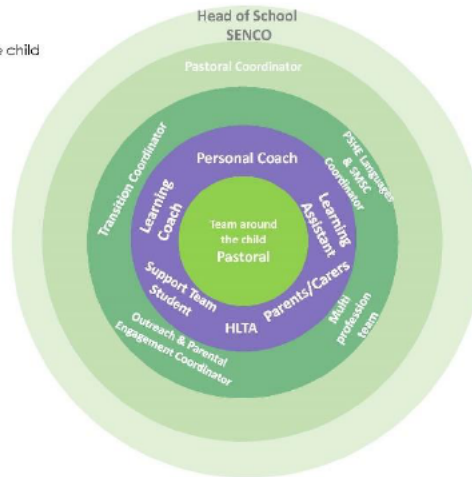 e child
Head of School
SENCO
Pastoral Coordinator
Transition Coordinator
PSHE Languages
& SMSC
Coordinator
Personal Coach
Learning
Coach
Learning
Assistant
Team around
the child
Pastoral
Support Team
Student
HLTA
Parents/Carers
Multi
profession
team
Outreach & Parental
Engagement Coordinator